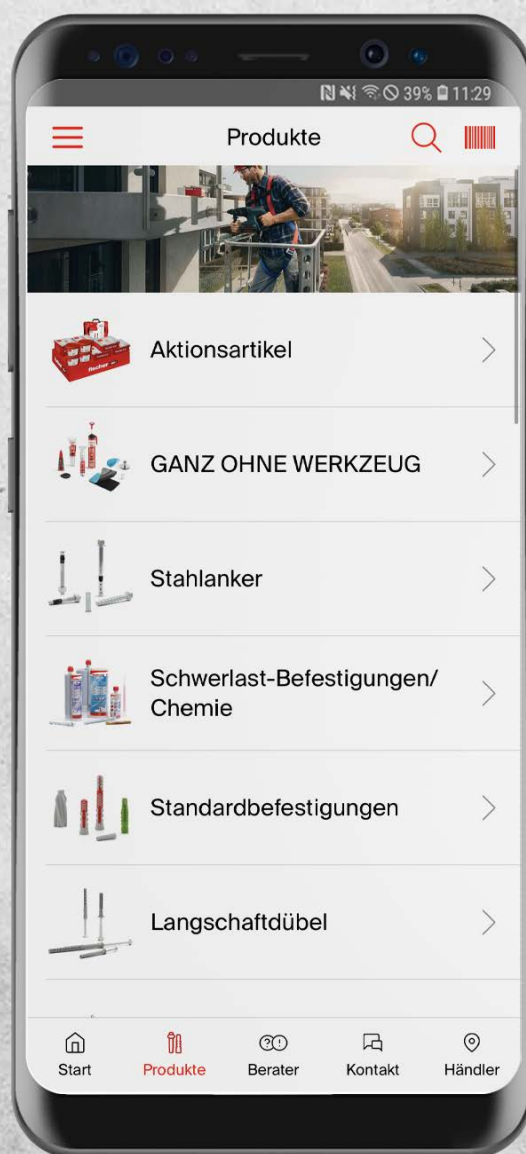 39% 11:29
Produkte
fischer
Aktionsartikel
GANZ OHNE WERKZEUG
Stahlanker
Schwerlast-Befestigungen/
Chemie
Standardbefestigungen
Langschaftdübel
Start Produkte Berater Kontakt Händler